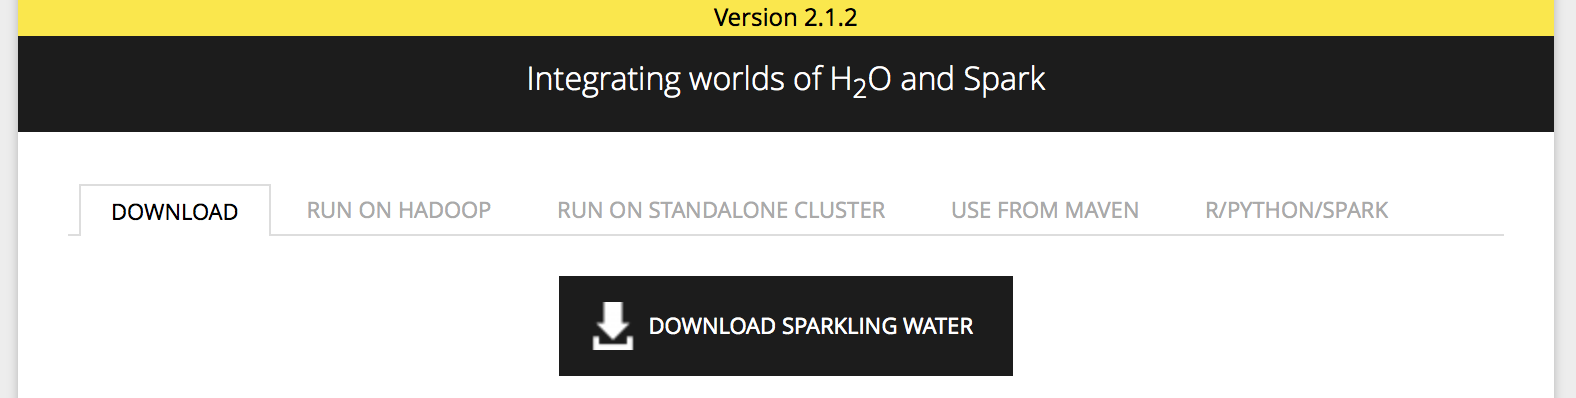 Version 2.1.2
Integrating worlds of H₂O and Spark
DOWNLOAD RUN ON HADOOP RUN ON STANDALONE CLUSTER USE FROM MAVEN R/PYTHON/SPARK
DOWNLOAD SPARKLING WATER